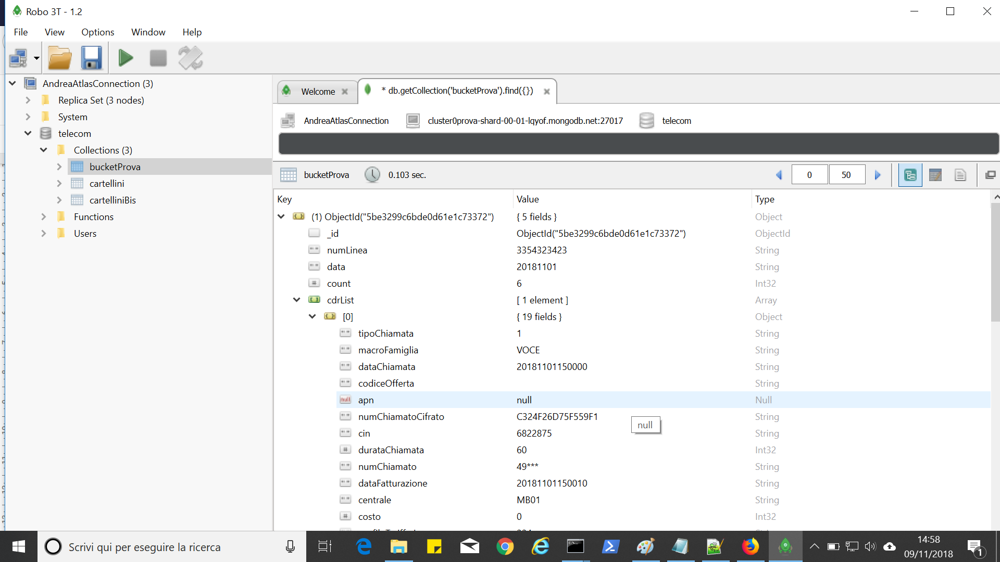 Robo 3T - 1.2
File View Options Window Help
AndreaAtlasConnection (3)
Replica Set (3 nodes)
System
telecom
Collections (3)
bucketProva
cartellini
cartelliniBis
Functions
Users
Welcome
* db.getCollection('bucketProva').find({})
AndreaAtlasConnection cluster0prova-shard-00-01-lqyof.mongodb.net:27017 telecom
bucketProva 0.103 sec. 0 50
Key Value Type
(1) ObjectId("5be3299c6bde0d61e1c73372") { 5 fields } Object
_id ObjectId("5be3299c6bde0d61e1c73372") ObjectId
numLinea 3354323423 String
data 20181101 String
count 6 Int32
cdrList [ 1 element ] Array
[0] { 19 fields } Object
tipoChiamata 1 String
macroFamiglia VOCE String
dataChiamata 20181101150000 String
codiceOfferta String
apn null Null
numChiamatoCifrato C324F26D75F559F1 String
null
cin 6822875 String
durataChiamata 60 Int32
numChiamato 49*** String
dataFatturazione 20181101150010 String
centrale MB01 String
costo 0 Int32
Scrivi qui per eseguire la ricerca
14:58
09/11/2018
1